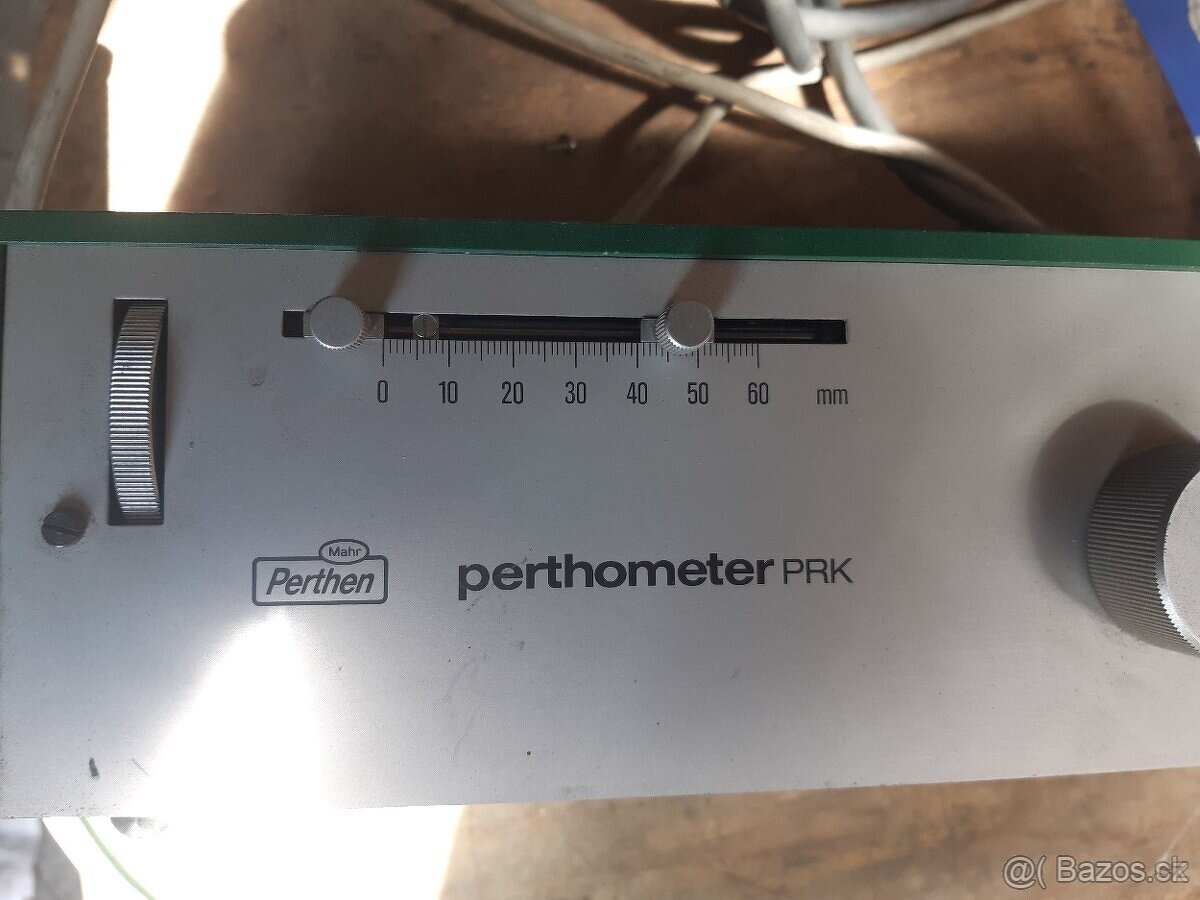 0 10 20 30 40 50 60 mm
Mahr
Perthen
perthometer PRK
@( Bazos.sk